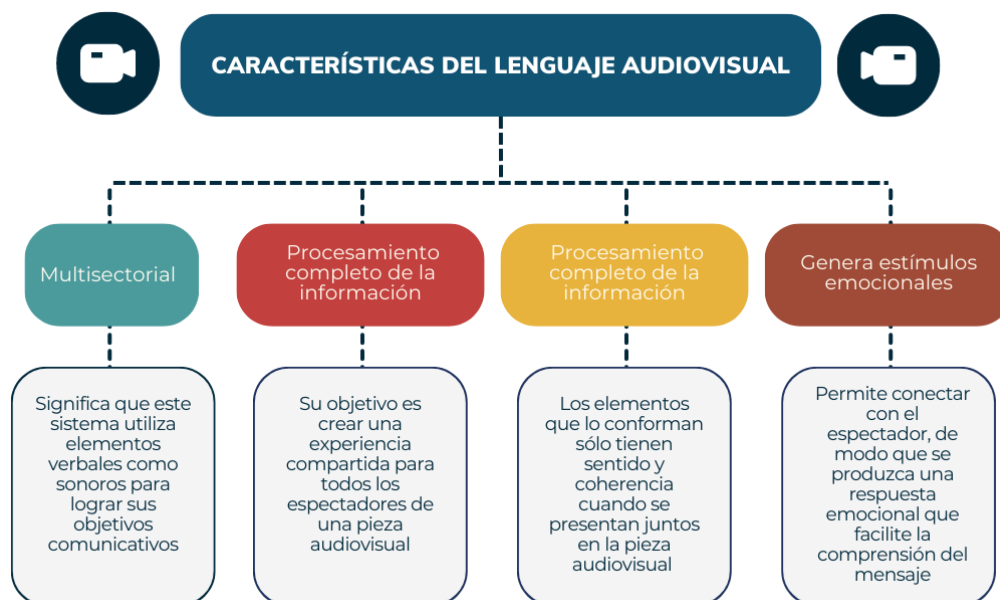 CARACTERÍSTICAS DEL LENGUAJE AUDIOVISUAL
Multisectorial
Significa que este
sistema utiliza
elementos
verbales como
sonoros para
lograr sus
objetivos
comunicativos
Procesamiento
completo de la
información
Su objetivo es
crear una
experiencia
compartida para
todos los
espectadores de
una pieza
audiovisual
Procesamiento
completo de la
información
Los elementos
que lo conforman
sólo tienen
sentido y
coherencia
cuando se
presentan juntos
en la pieza
audiovisual
Genera estímulos
emocionales
Permite conectar
con el
espectador, de
modo que se
produzca una
respuesta
emocional que
facilite la
comprensión del
mensaje